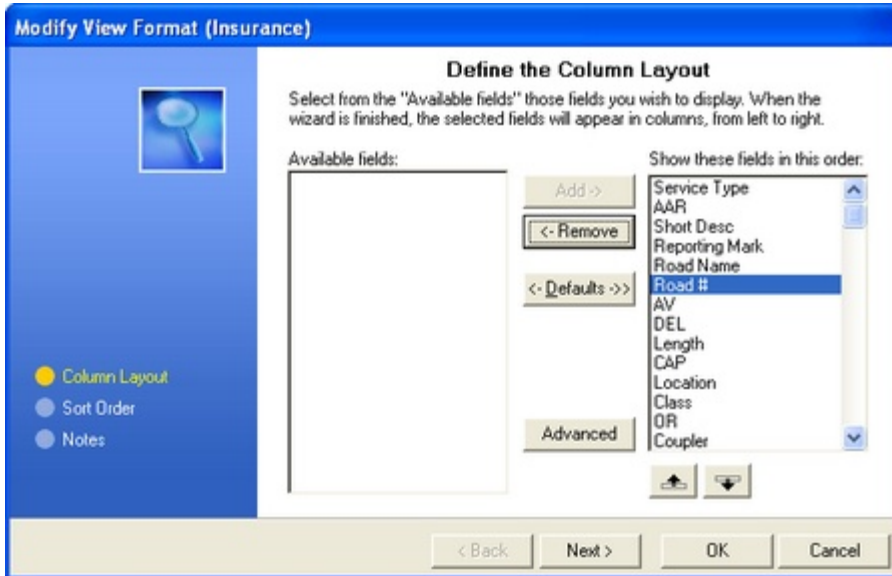 Modify View Format (Insurance)
Define the Column Layout
Select from the "Available fields" those fields you wish to display. When the
wizard is finished, the selected fields will appear in columns, from left to right.
Available fields:
Show these fields in this order:
Add ->
<- Remove
<- Defaults ->>
Advanced
Service Type
AAR
Short Desc
Reporting Mark
Road Name
Road #
AV
DEL
Length
CAP
Location
Class
OR
Coupler
Column Layout
Sort Order
Notes
< Back
Next >
OK
Cancel